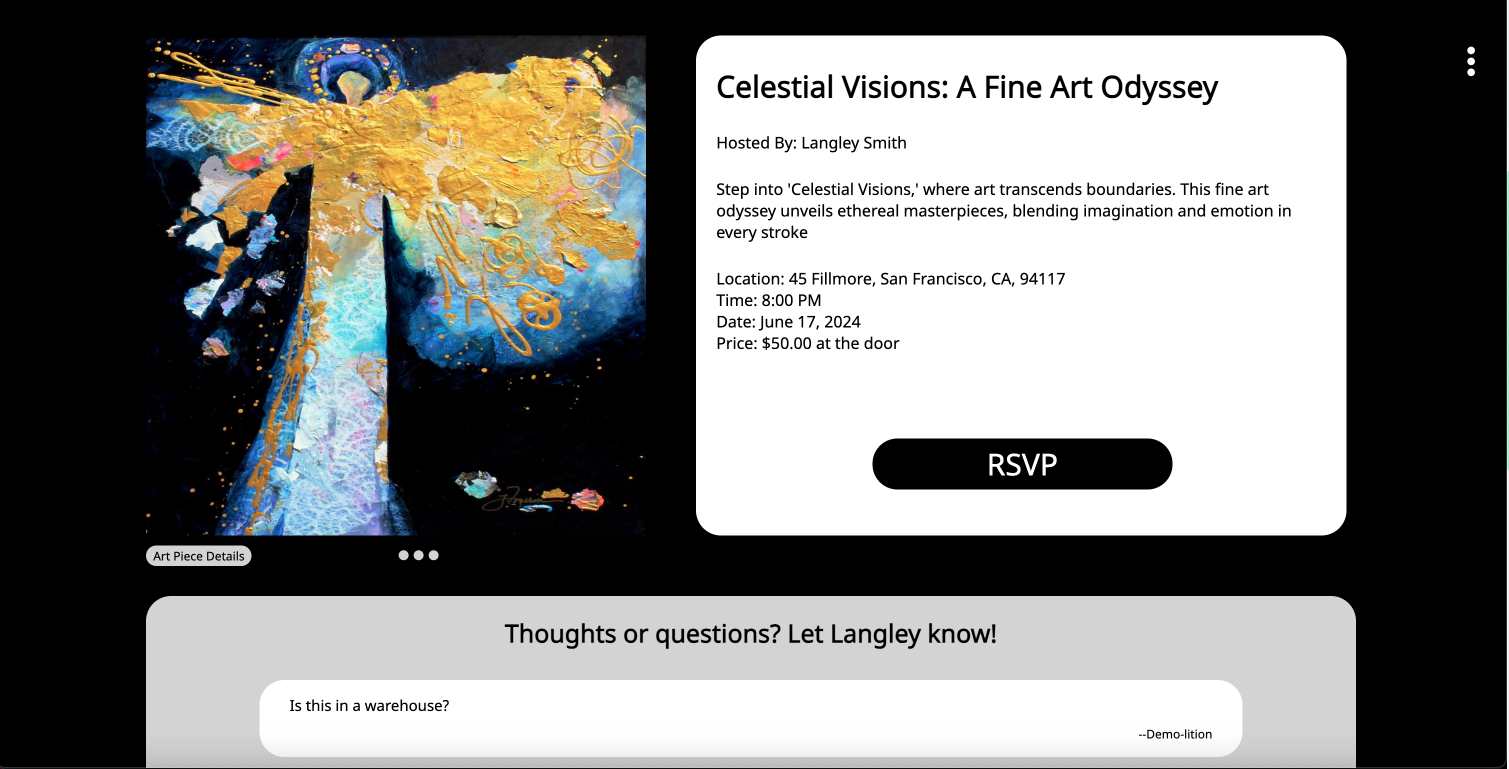 Celestial Visions: A Fine Art Odyssey
Hosted By: Langley Smith
Step into 'Celestial Visions,' where art transcends boundaries. This fine art
odyssey unveils ethereal masterpieces, blending imagination and emotion in
every stroke
Location: 45 Fillmore, San Francisco, CA, 94117
Time: 8:00 PM
Date: June 17, 2024
Price: $50.00 at the door
RSVP
Art Piece Details
Thoughts or questions? Let Langley know!
Is this in a warehouse?
--Demo-lition